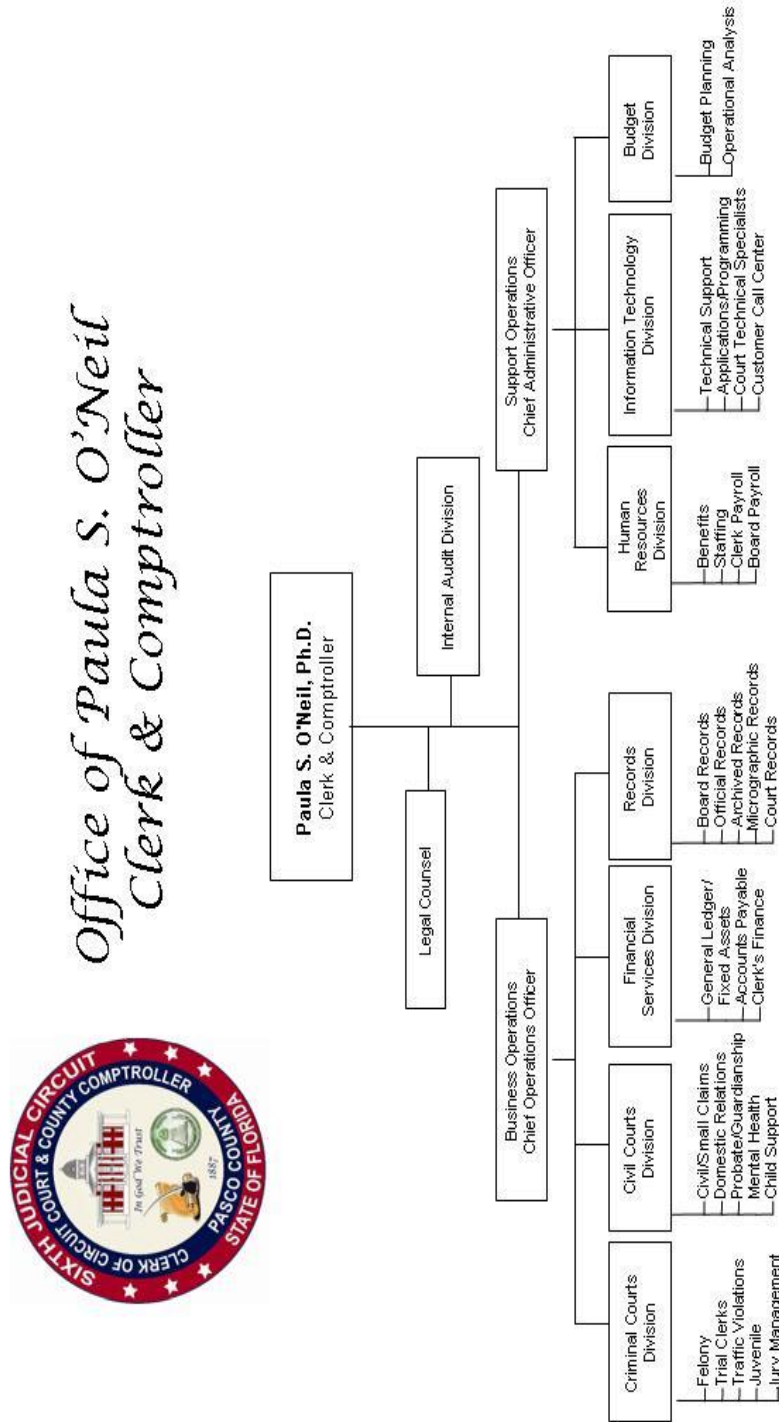 Office of Paula S. O'Neil
Clerk & Comptroller
SIXTH JUDICIAL CIRCUIT
CLERK OF CIRCUIT COURT & COUNTY COMPTROLLER
In God We Trust
1887
PASCO COUNTY
STATE OF FLORIDA
Paula S. O'Neil, Ph.D.
Clerk & Comptroller
Legal Counsel
Internal Audit Division
Business Operations
Chief Operations Officer
Support Operations
Chief Administrative Officer
Criminal Courts
Division
Felony
Trial Clerks
Traffic Violations
Juvenile
Jury Management
Civil Courts
Division
Civil/Small Claims
Domestic Relations
Probate/Guardianship
Mental Health
Child Support
Financial
Services Division
General Ledger/
Fixed Assets
Accounts Payable
Clerk's Finance
Records
Division
Board Records
Official Records
Archived Records
Micrographic Records
Court Records
Human
Resources
Division
Benefits
Staffing
Clerk Payroll
Board Payroll
Information Technology
Division
Technical Support
Applications/Programming
Court Technical Specialists
Customer Call Center
Budget
Division
Budget Planning
Operational Analysis